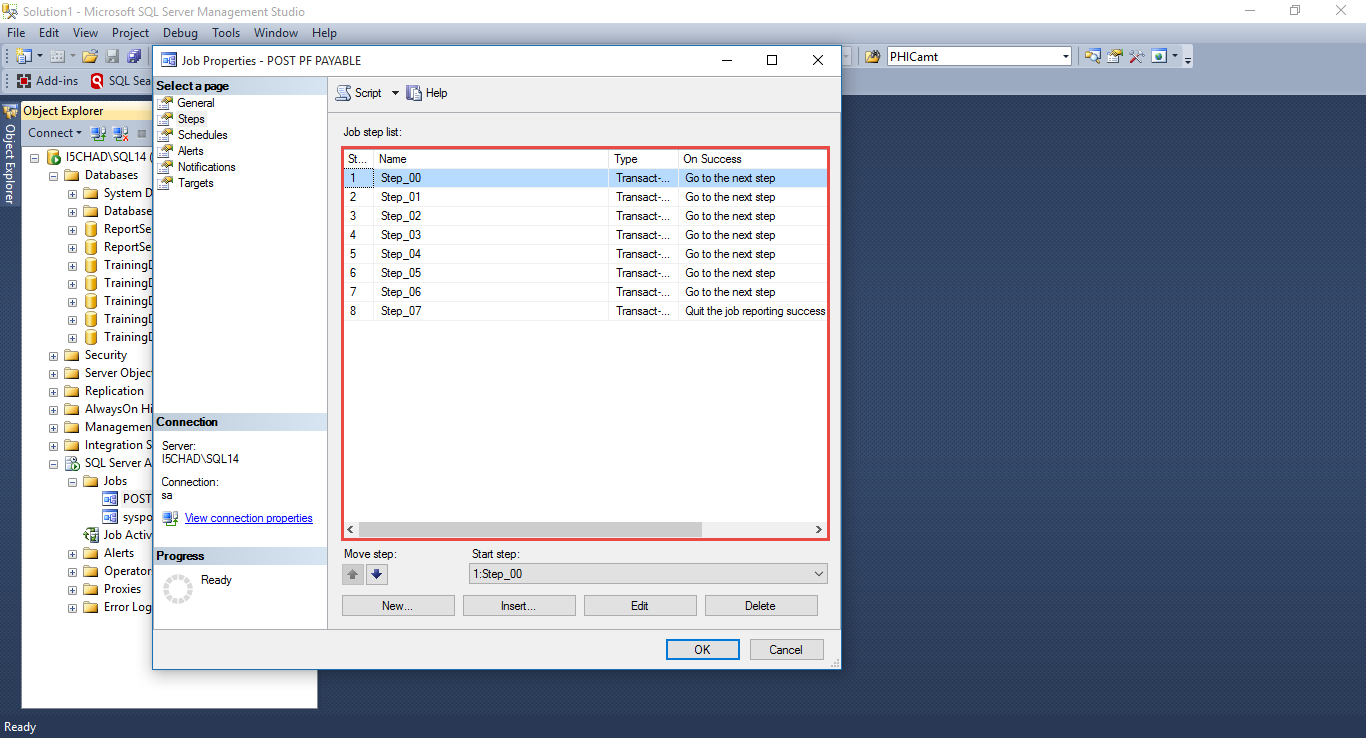 Solution1 - Microsoft SQL Server Management Studio
File Edit View Project Debug Tools Window Help
PHICamt
Add-ins SQL Sea
Object Explorer
Object Explorer
Connect
I5CHAD\SQL14 (
Databases
System D
Database
ReportSe
ReportSe
TrainingD
TrainingD
TrainingD
TrainingD
TrainingD
Security
Server Objec
Replication
AlwaysOn Hi
Managemen
Integration S
SQL Server A
Jobs
POST
syspo
Job Activ
Alerts
Operator
Proxies
Error Log
Job Properties - POST PF PAYABLE
Select a page
General
Steps
Schedules
Alerts
Notifications
Targets
Connection
Server:
I5CHAD\SQL14
Connection:
sa
View connection properties
Progress
Ready
Script Help
Job step list:
St... Name Type On Success
1 Step_00 Transact-... Go to the next step
2 Step_01 Transact-... Go to the next step
3 Step_02 Transact-... Go to the next step
4 Step_03 Transact-... Go to the next step
5 Step_04 Transact-... Go to the next step
6 Step_05 Transact-... Go to the next step
7 Step_06 Transact-... Go to the next step
8 Step_07 Transact-... Quit the job reporting success
Move step: Start step:
1:Step_00
New... Insert... Edit Delete
OK Cancel
Ready